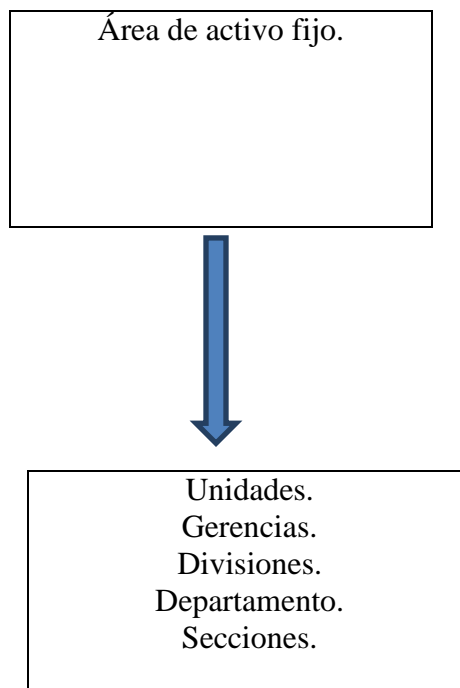 Área de activo fijo.
Unidades.
Gerencias.
Divisiones.
Departamento.
Secciones.